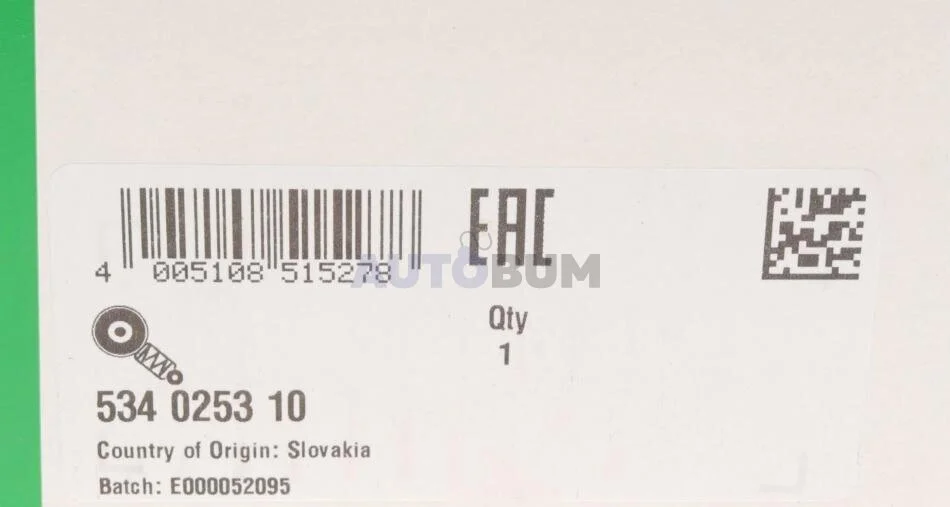 EAC
4 005108 515278
AUTOBUM
Qty
1
534 0253 10
Country of Origin: Slovakia
Batch: E000052095